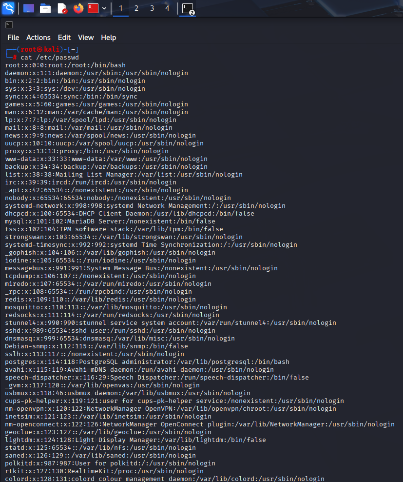 1 2 3 4
File Actions Edit View Help
(root㉿kali)-[~]
# cat /etc/passwd
root:x:0:0:root:/root:/bin/bash
daemon:x:1:1:daemon:/usr/sbin:/usr/sbin/nologin
bin:x:2:2:bin:/bin:/usr/sbin/nologin
sys:x:3:3:sys:/dev:/usr/sbin/nologin
sync:x:4:65534:sync:/bin:/bin/sync
games:x:5:60:games:/usr/games:/usr/sbin/nologin
man:x:6:12:man:/var/cache/man:/usr/sbin/nologin
lp:x:7:7:lp:/var/spool/lpd:/usr/sbin/nologin
mail:x:8:8:mail:/var/mail:/usr/sbin/nologin
news:x:9:9:news:/var/spool/news:/usr/sbin/nologin
uucp:x:10:10:uucp:/var/spool/uucp:/usr/sbin/nologin
proxy:x:13:13:proxy:/bin:/usr/sbin/nologin
www-data:x:33:33:www-data:/var/www:/usr/sbin/nologin
backup:x:34:34:backup:/var/backups:/usr/sbin/nologin
list:x:38:38:Mailing List Manager:/var/list:/usr/sbin/nologin
irc:x:39:39:ircd:/run/ircd:/usr/sbin/nologin
_apt:x:42:65534::/nonexistent:/usr/sbin/nologin
nobody:x:65534:65534:nobody:/nonexistent:/usr/sbin/nologin
systemd-network:x:998:998:systemd Network Management:/:/usr/sbin/nologin
dhcpcd:x:100:65534:DHCP Client Daemon:/usr/lib/dhcpcd:/bin/false
mysql:x:101:102:MariaDB Server:/nonexistent:/bin/false
tss:x:102:104:TPM software stack:/var/lib/tpm:/bin/false
strongswan:x:103:65534::/var/lib/strongswan:/usr/sbin/nologin
systemd-timesync:x:992:992:systemd Time Synchronization:/:/usr/sbin/nologin
_gophish:x:104:106::/var/lib/gophish:/usr/sbin/nologin
iodine:x:105:65534::/run/iodine:/usr/sbin/nologin
messagebus:x:991:991:System Message Bus:/nonexistent:/usr/sbin/nologin
tcpdump:x:106:107::/nonexistent:/usr/sbin/nologin
miredo:x:107:65534::/var/run/miredo:/usr/sbin/nologin
_rpc:x:108:65534::/run/rpcbind:/usr/sbin/nologin
redis:x:109:110::/var/lib/redis:/usr/sbin/nologin
mosquitto:x:110:113::/var/lib/mosquitto:/usr/sbin/nologin
redsocks:x:111:114::/var/run/redsocks:/usr/sbin/nologin
stunnel4:x:990:990:stunnel service system account:/var/run/stunnel4:/usr/sbin/nologin
sshd:x:989:65534:sshd user:/run/sshd:/usr/sbin/nologin
dnsmasq:x:999:65534:dnsmasq:/var/lib/misc:/usr/sbin/nologin
Debian-snmp:x:112:115::/var/lib/snmp:/bin/false
sslh:x:113:117::/nonexistent:/usr/sbin/nologin
postgres:x:114:118:PostgreSQL administrator:/var/lib/postgresql:/bin/bash
avahi:x:115:119:Avahi mDNS daemon:/run/avahi-daemon:/usr/sbin/nologin
speech-dispatcher:x:116:29:Speech Dispatcher:/run/speech-dispatcher:/bin/false
_gvm:x:117:120::/var/lib/openvas:/usr/sbin/nologin
usbmux:x:118:46:usbmux daemon:/var/lib/usbmux:/usr/sbin/nologin
cups-pk-helper:x:119:121:user for cups-pk-helper service:/nonexistent:/usr/sbin/nologin
nm-openvpn:x:120:122:NetworkManager OpenVPN:/var/lib/openvpn/chroot:/usr/sbin/nologin
inetsim:x:121:123::/var/lib/inetsim:/usr/sbin/nologin
nm-openconnect:x:122:126:NetworkManager OpenConnect plugin:/var/lib/NetworkManager:/usr/sbin/nologin
geoclue:x:123:127::/var/lib/geoclue:/usr/sbin/nologin
lightdm:x:124:128:Light Display Manager:/var/lib/lightdm:/bin/false
statd:x:125:65534::/var/lib/nfs:/usr/sbin/nologin
saned:x:126:129::/var/lib/saned:/usr/sbin/nologin
polkitd:x:987:987:User for polkitd:/:/usr/sbin/nologin
rtkit:x:127:130:RealtimeKit:/proc:/usr/sbin/nologin
colord:x:128:131:colord colour management daemon:/var/lib/colord:/usr/sbin/nologin